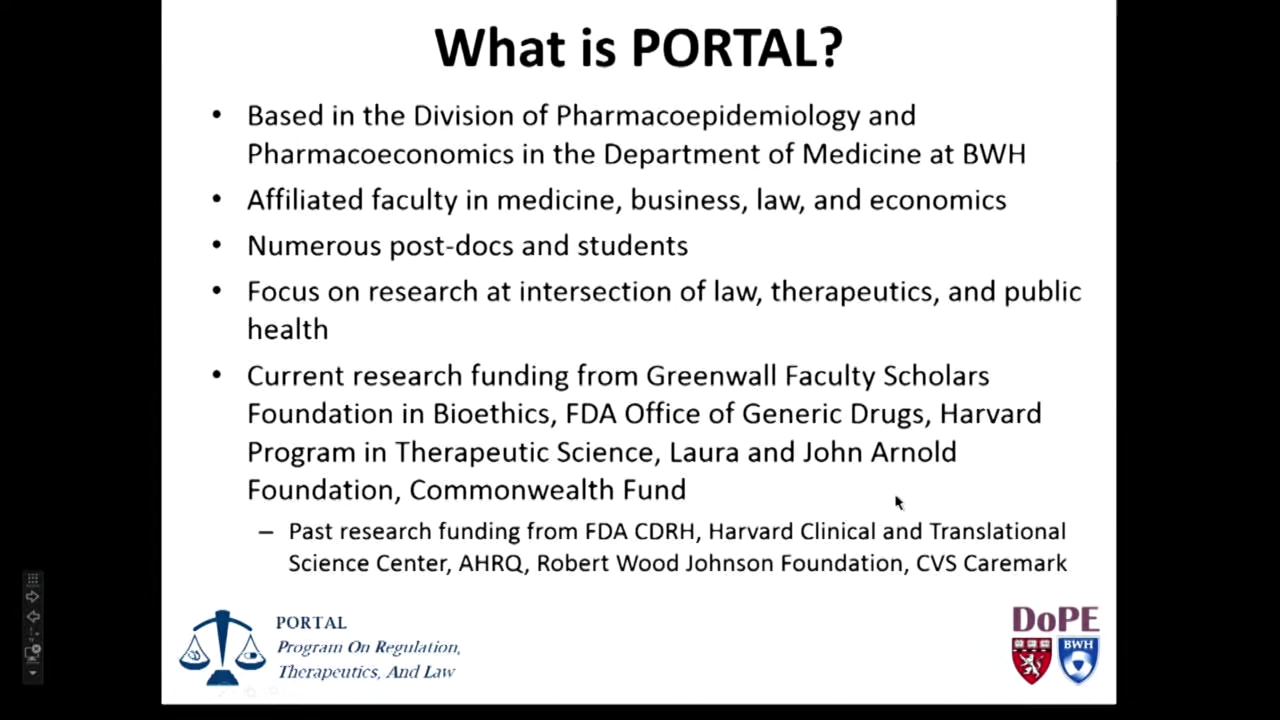 What is PORTAL?
• Based in the Division of Pharmacoepidemiology and
Pharmacoeconomics in the Department of Medicine at BWH
• Affiliated faculty in medicine, business, law, and economics
• Numerous post-docs and students
• Focus on research at intersection of law, therapeutics, and public
health
• Current research funding from Greenwall Faculty Scholars
Foundation in Bioethics, FDA Office of Generic Drugs, Harvard
Program in Therapeutic Science, Laura and John Arnold
Foundation, Commonwealth Fund
– Past research funding from FDA CDRH, Harvard Clinical and Translational
Science Center, AHRQ, Robert Wood Johnson Foundation, CVS Caremark
PORTAL
Program On Regulation,
Therapeutics, And Law
DoPE
BWH